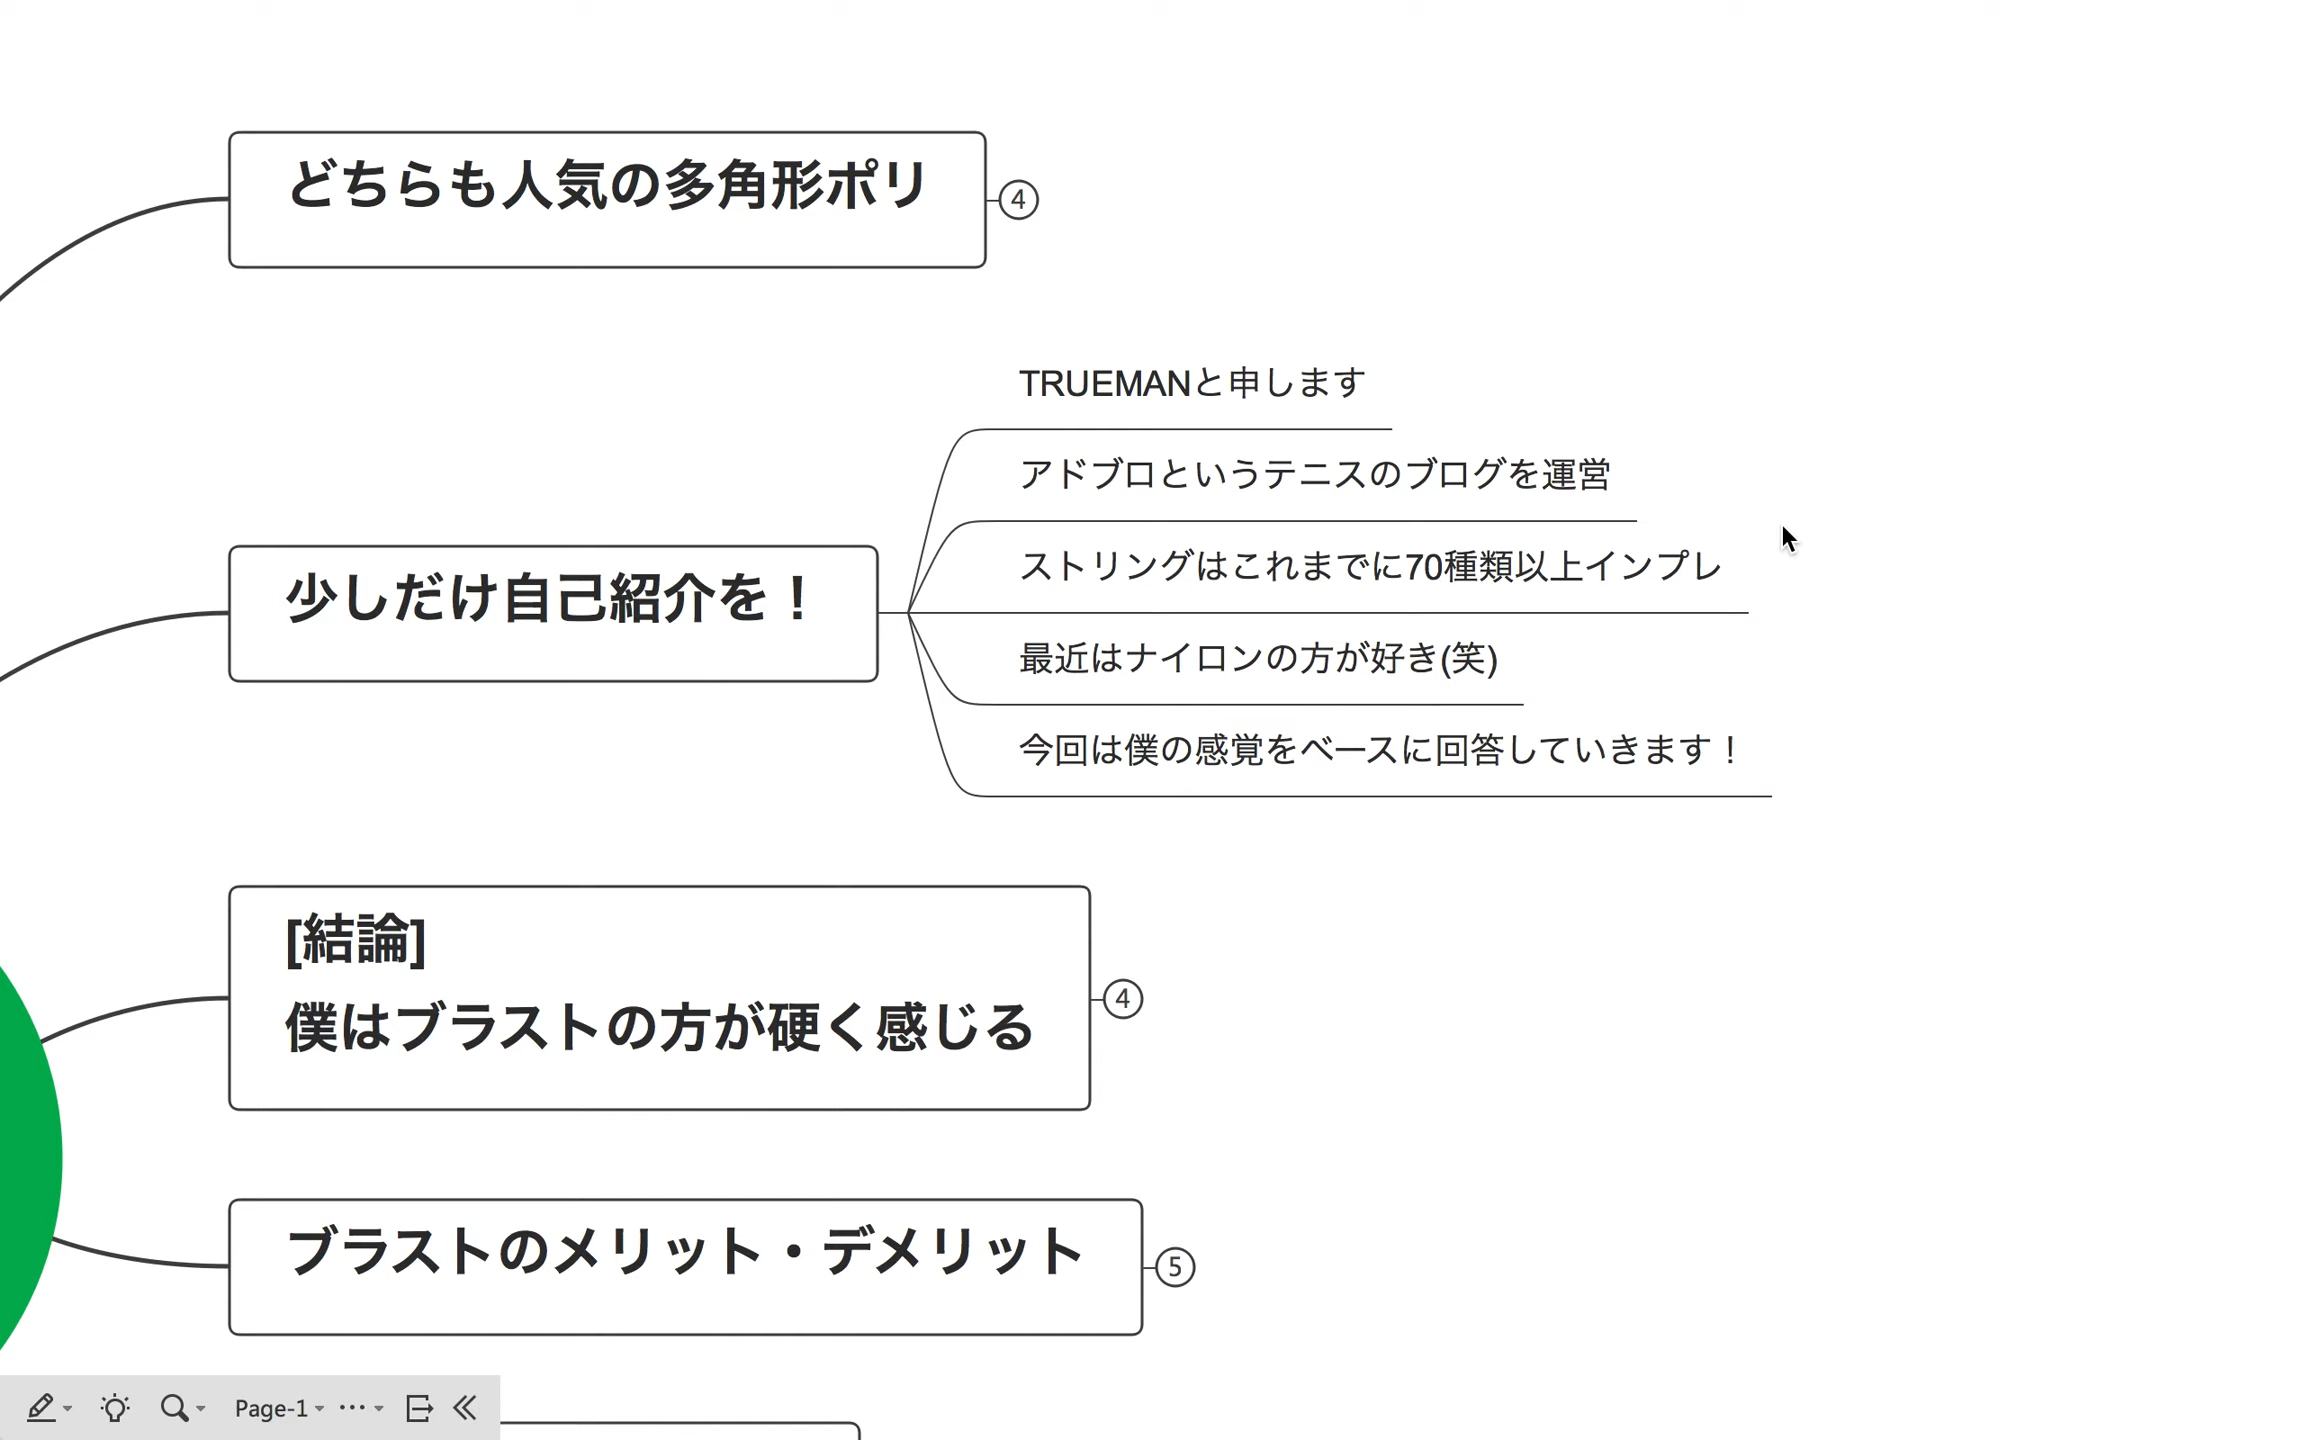 どちらも人気の多角形ポリ
④
TRUEMANと申します
アドブロというテニスのブログを運営
ストリングはこれまでに70種類以上インプレ
少しだけ自己紹介を！
最近はナイロンの方が好き(笑)
今回は僕の感覚をベースに回答していきます！
[結論]
僕はブラストの方が硬く感じる
④
ブラストのメリット・デメリット
⑤
Page-1